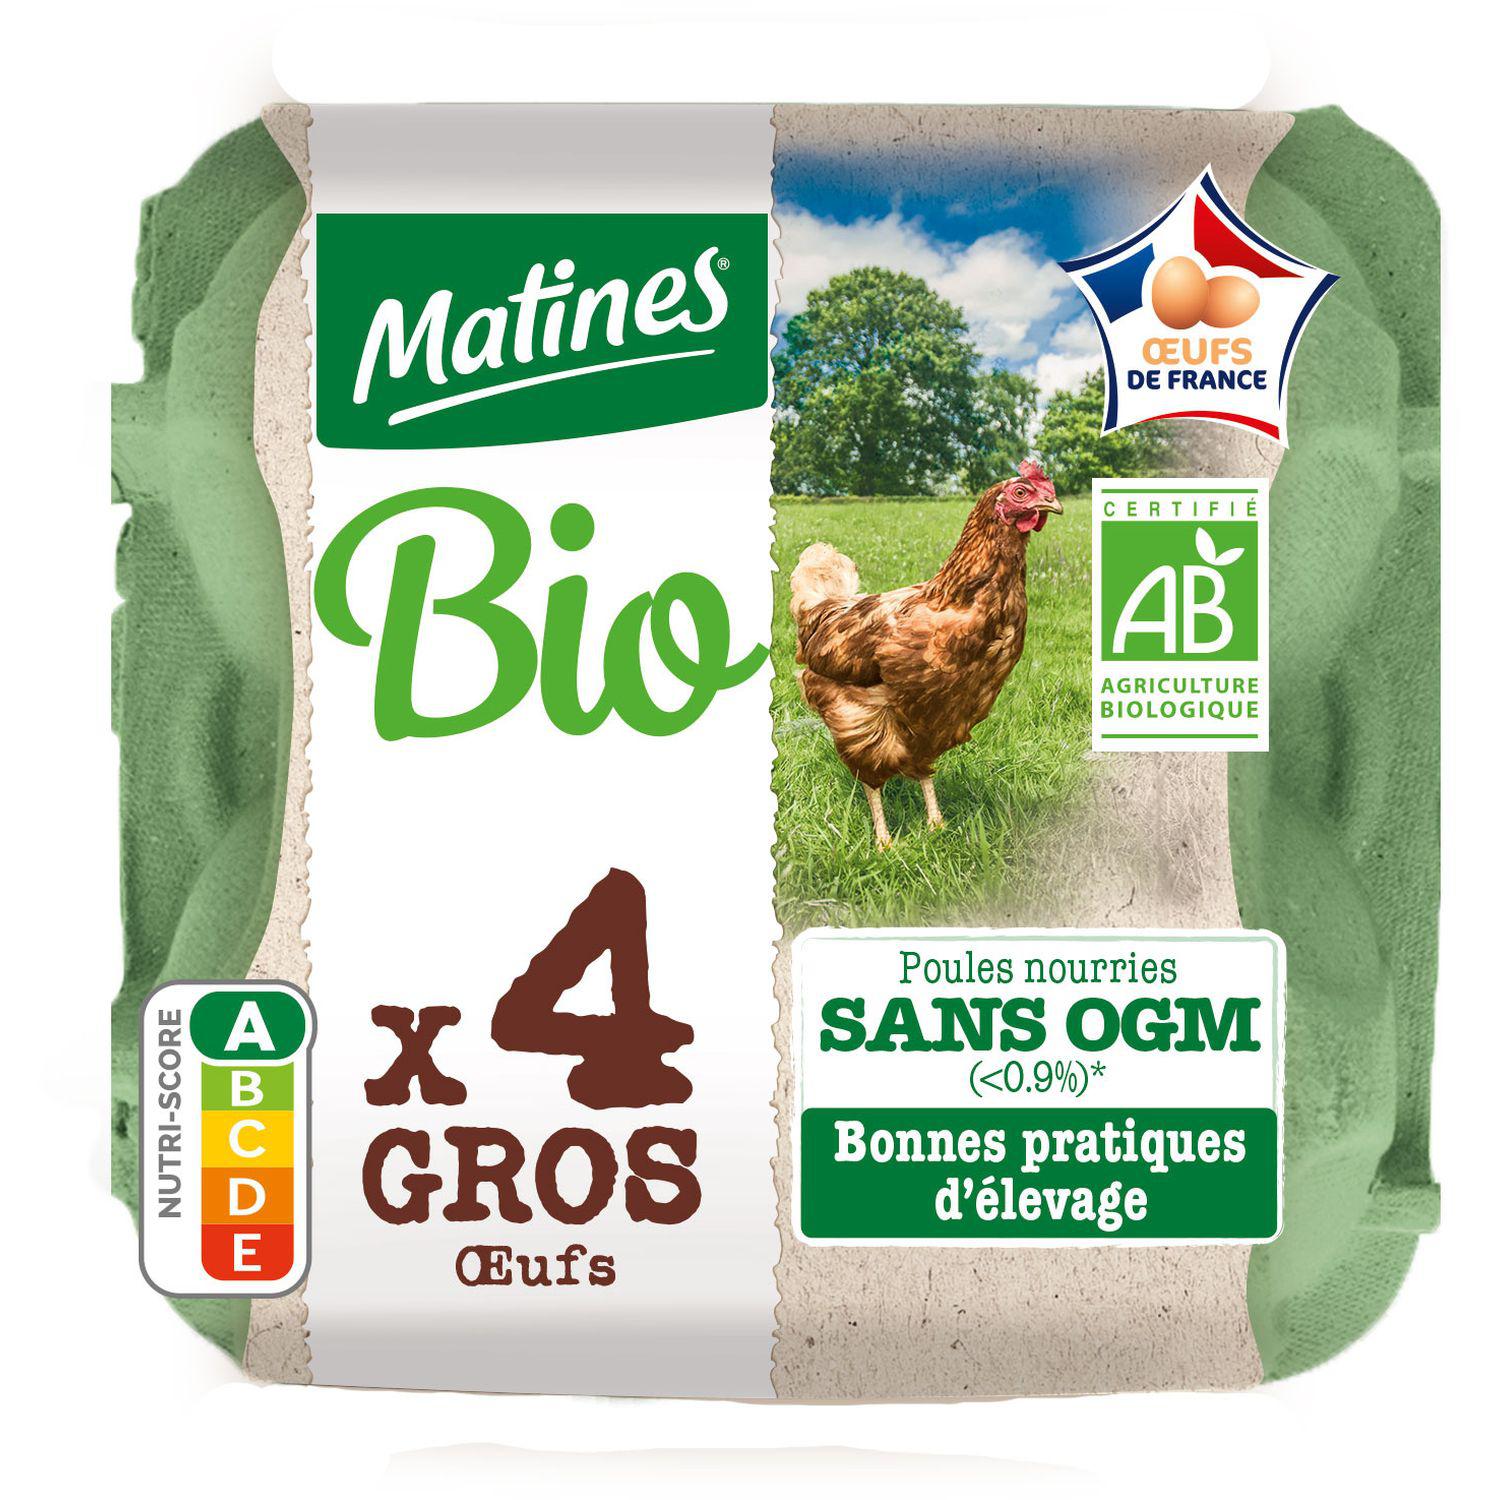 Matines®
Bio
x4
GROS
Œufs
ŒUFS
DE FRANCE
CERTIFIÉ
AB
AGRICULTURE
BIOLOGIQUE
Poules nourries
SANS OGM
(<0.9%)*
Bonnes pratiques
d'élevage
NUTRI-SCORE
A
B
C
D
E